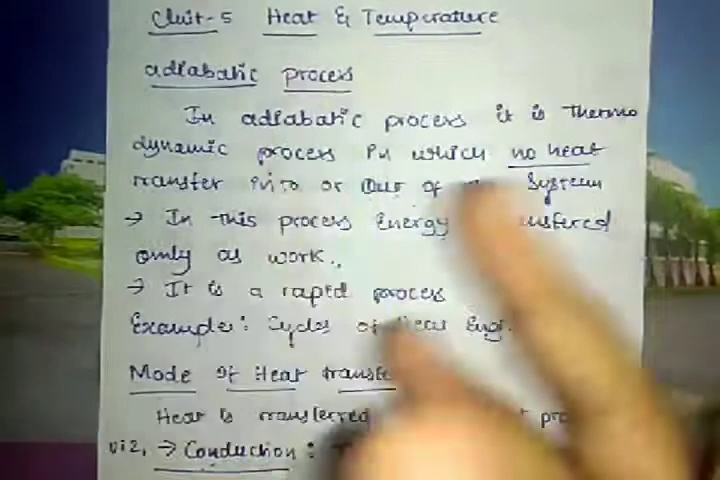 Unit-5 Heat & Temperature
adiabatic process
In adiabatic process it is Thermo
dynamic process in which no heat
transfer into or Out of System
→ In this process Energy
only as work.,
→ It is a rapid process
Example: Cycles of Heat
Mode Of Heat
Heat is transferred
viz, → Conduction: